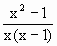 x² − 1
x(x − 1)